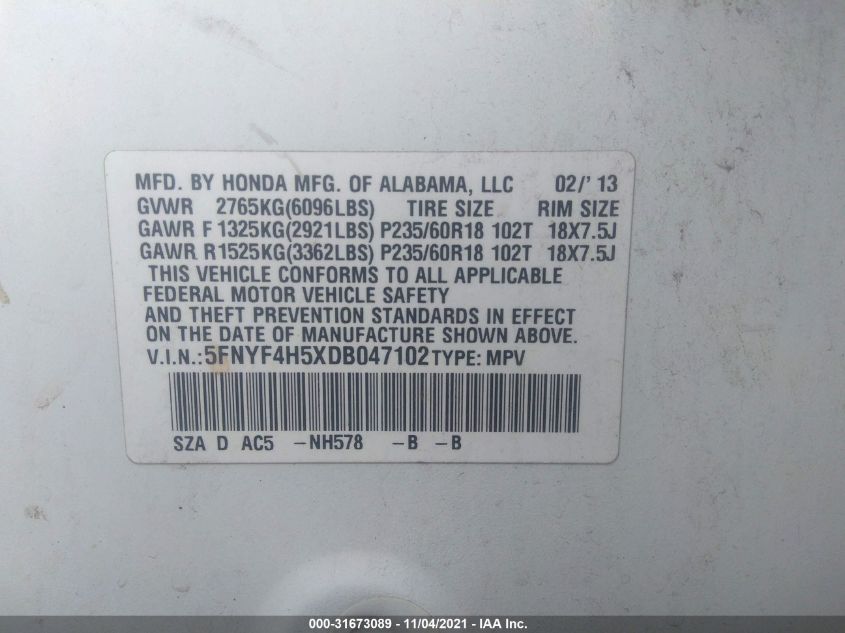 MFD. BY HONDA MFG. OF ALABAMA, LLC 02/' 13
GVWR 2765KG(6096LBS) TIRE SIZE RIM SIZE
GAWR F 1325KG(2921LBS) P235/60R18 102T 18X7.5J
GAWR R 1525KG(3362LBS) P235/60R18 102T 18X7.5J
THIS VEHICLE CONFORMS TO ALL APPLICABLE
FEDERAL MOTOR VEHICLE SAFETY
AND THEFT PREVENTION STANDARDS IN EFFECT
ON THE DATE OF MANUFACTURE SHOWN ABOVE.
V.I.N.:5FNYF4H5XDB047102 TYPE: MPV
SZA D AC5 -NH578 -B -B
000-31673089 - 11/04/2021 - IAA Inc.